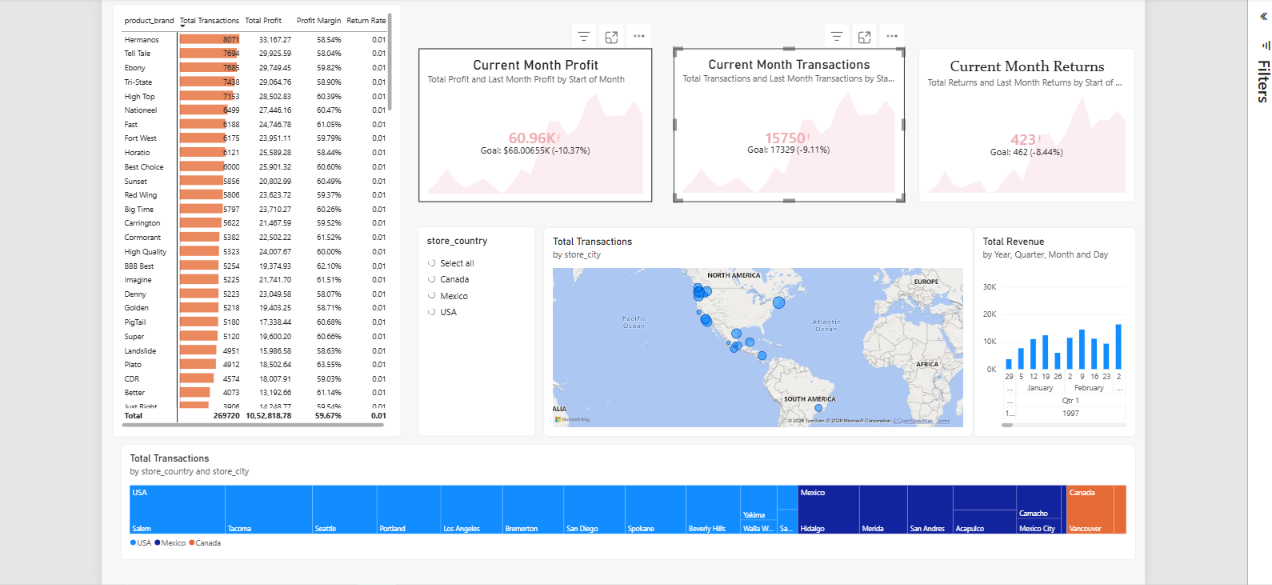 product_brand Total Transactions Total Profit Profit Margin Return Rate
Hermanos 8071 33,167.27 58.54% 0.01
Tell Tale 7694 29,925.59 58.04% 0.01
Ebony 7685 29,749.45 59.82% 0.01
Tri-State 7438 29,064.76 58.90% 0.01
High Top 7153 28,502.83 60.39% 0.01
Nationeel 6499 27,446.16 60.47% 0.01
Fast 6188 24,746.78 61.05% 0.01
Fort West 6175 23,951.11 59.79% 0.01
Horatio 6121 25,589.28 58.44% 0.01
Best Choice 6000 25,901.32 60.60% 0.01
Sunset 5856 20,802.99 60.49% 0.01
Red Wing 5806 23,623.72 59.37% 0.01
Big Time 5797 23,710.27 60.26% 0.01
Carrington 5622 21,467.59 59.52% 0.01
Cormorant 5382 22,502.22 61.52% 0.01
High Quality 5323 24,007.67 60.00% 0.01
BBB Best 5254 19,374.93 62.10% 0.01
Imagine 5225 21,741.70 61.51% 0.01
Denny 5223 23,049.58 58.07% 0.01
Golden 5218 19,403.25 58.71% 0.01
PigTail 5180 17,338.44 60.68% 0.01
Super 5120 19,600.20 60.66% 0.01
Landslide 4951 15,986.58 58.63% 0.01
Plato 4912 18,502.64 63.55% 0.01
CDR 4574 18,007.91 59.03% 0.01
Better 4073 13,192.66 61.14% 0.01
Just Right 3906 14,248.77 59.54% 0.01
Total 269720 10,52,818.78 59.67% 0.01
Current Month Profit
Total Profit and Last Month Profit by Start of Month
60.96K!
Goal: $68.00655K (-10.37%)
Current Month Transactions
Total Transactions and Last Month Transactions by Sta...
15750!
Goal: 17329 (-9.11%)
Current Month Returns
Total Returns and Last Month Returns by Start of ...
423!
Goal: 462 (-8.44%)
Filters
store_country
Select all
Canada
Mexico
USA
Total Transactions
by store_city
NORTH AMERICA
EUROPE
Pacific
Ocean
Atlantic
Ocean
AFRICA
SOUTH AMERICA
ALIA
Microsoft Bing
Total Revenue
by Year, Quarter, Month and Day
30K
20K
10K
0K
29 5 12 19 26 2 9 16 23 2
... January February ...
... Qtr 1
1... 1997
Total Transactions
by store_country and store_city
USA Mexico Canada
Yakima Camacho
Salem Tacoma Seattle Portland Los Angeles Bremerton San Diego Spokane Beverly Hills Walla W... Sa... Hidalgo Merida San Andres Acapulco Mexico City Vancouver
USA Mexico Canada